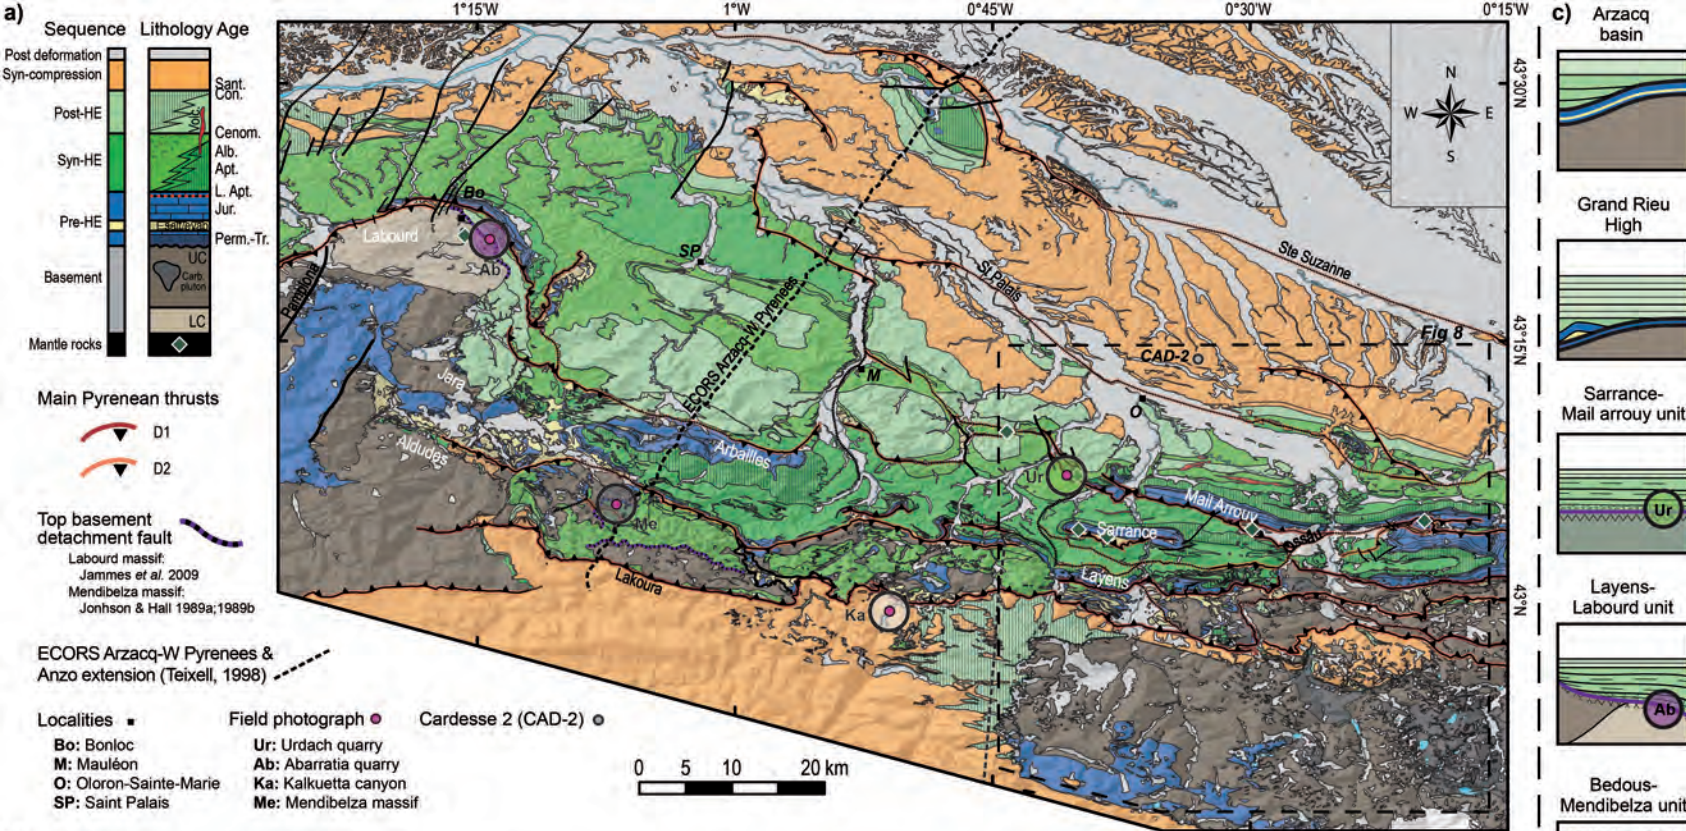 a)
1°15'W
1°W
0°45'W
0°30'W
0°15'W
Sequence
Lithology
Age
Post deformation
Syn-compression
Sant.
Con.
Post-HE
Volc.
Cenom.
Syn-HE
Alb.
Apt.
L. Apt.
Pre-HE
Jur.
Perm.-Tr.
Basement
UC
Carb.
pluton
LC
Mantle rocks
Main Pyrenean thrusts
D1
D2
Top basement
detachment fault
Labourd massif:
Jammes et al. 2009
Mendibelza massif:
Jonhson & Hall 1989a;1989b
ECORS Arzacq-W Pyrenees &
Anzo extension (Teixell, 1998)
Localities
Bo: Bonloc
M: Mauléon
O: Oloron-Sainte-Marie
SP: Saint Palais
Field photograph
Ur: Urdach quarry
Ab: Abarratia quarry
Ka: Kalkuetta canyon
Me: Mendibelza massif
Cardesse 2 (CAD-2)
0 5 10 20 km
N
W
E
S
43°30'N
43°15'N
43°N
Bo
Labourd
Ab
Pamplona
SP
St Palais
Ste Suzanne
ECORS Arzacq-W Pyrenees
Fig 8
CAD-2
M
O
Jara
Aldudes
Arbailles
Me
Ur
Mail Arrouy
Sarrance
Layens
Lakoura
Ka
c)
Arzacq
basin
Grand Rieu
High
Sarrance-
Mail arrouy unit
Ur
Layens-
Labourd unit
Ab
Bedous-
Mendibelza unit